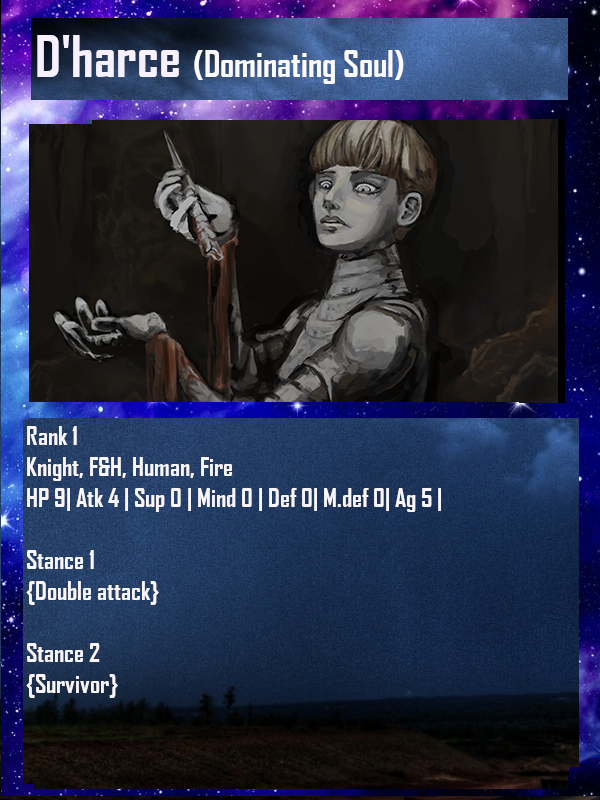 D'harce (Dominating Soul)
Rank 1
Knight, F&H, Human, Fire
HP 9| Atk 4 | Sup 0 | Mind 0 | Def 0| M.def 0| Ag 5 |
Stance 1
{Double attack}
Stance 2
{Survivor}